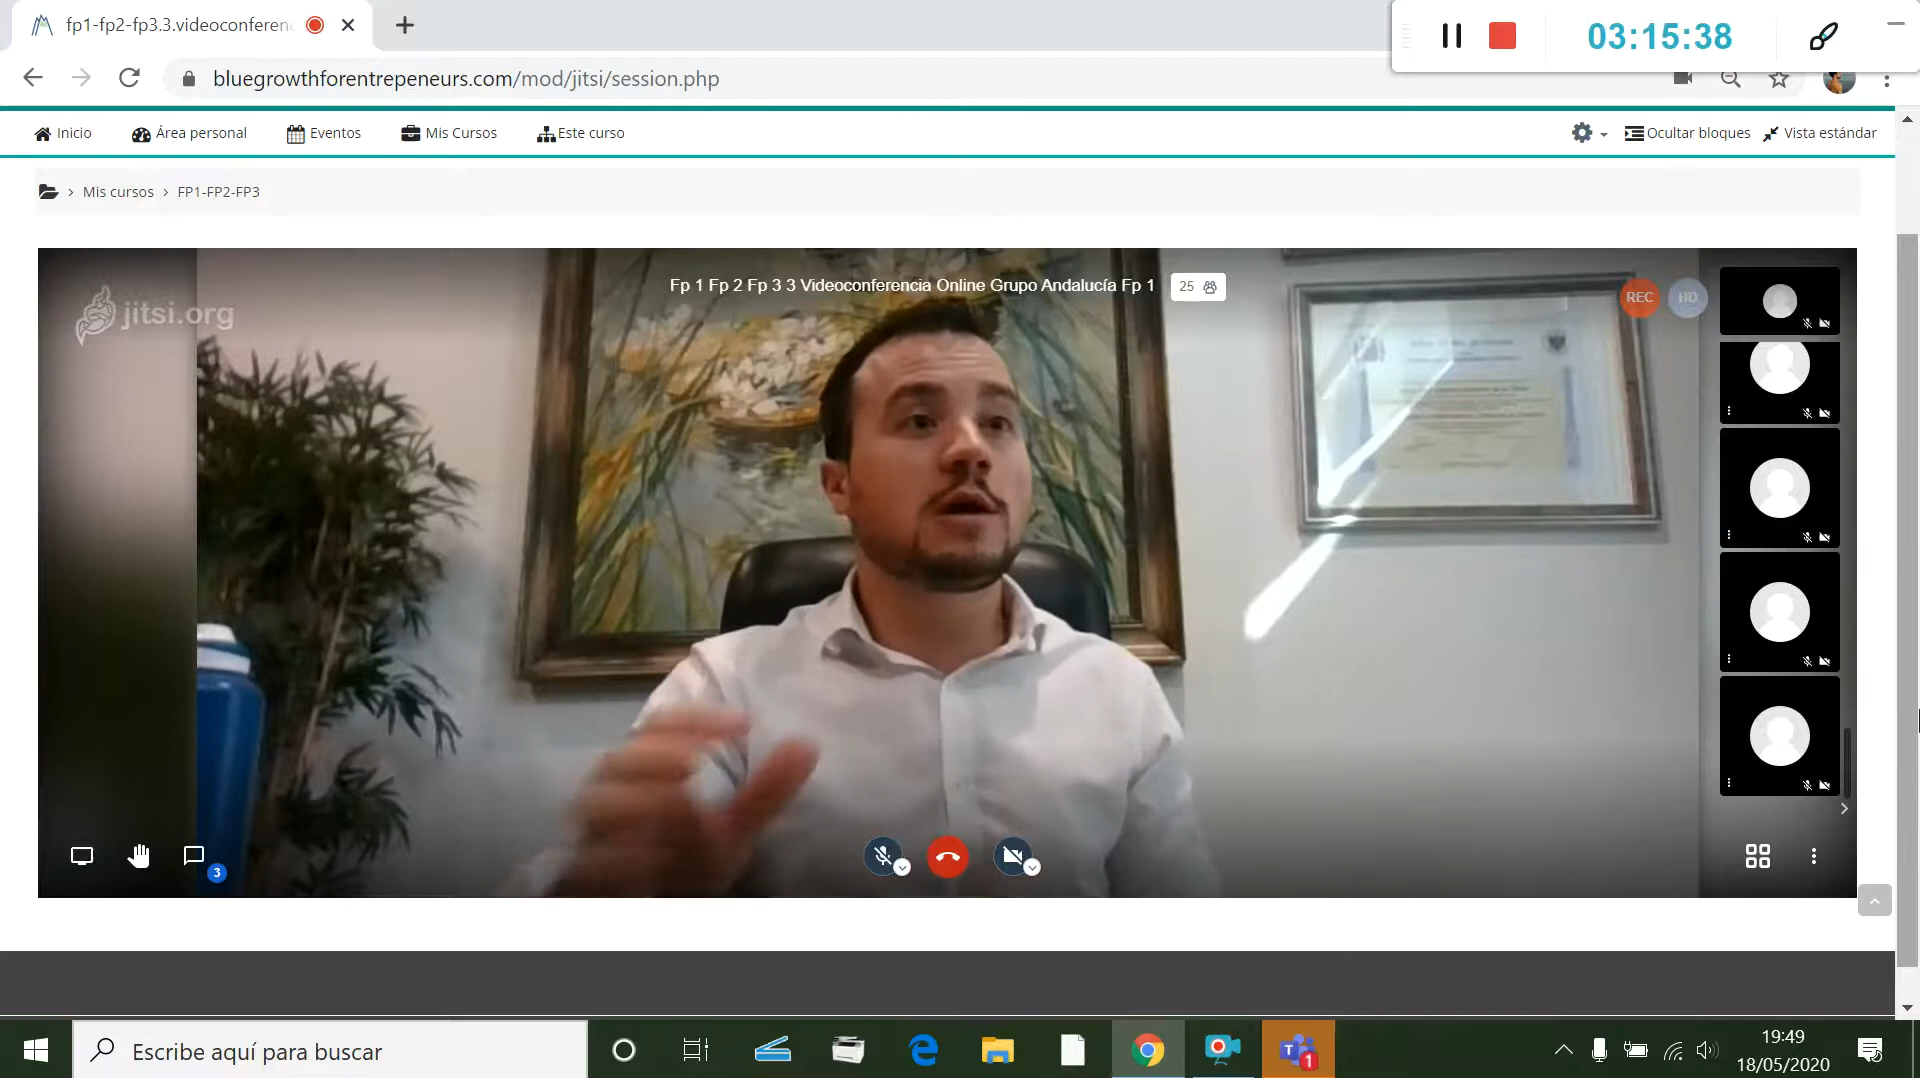 fp1-fp2-fp3.3.videoconferenc
03:15:38
bluegrowthforentrepeneurs.com/mod/jitsi/session.php
Inicio
Área personal
Eventos
Mis Cursos
Este curso
Ocultar bloques
Vista estándar
Mis cursos
FP1-FP2-FP3
Fp 1 Fp 2 Fp 3 3 Videoconferencia Online Grupo Andalucía Fp 1
25
REC
HD
jitsi.org
3
Escribe aquí para buscar
T
1
19:49
18/05/2020